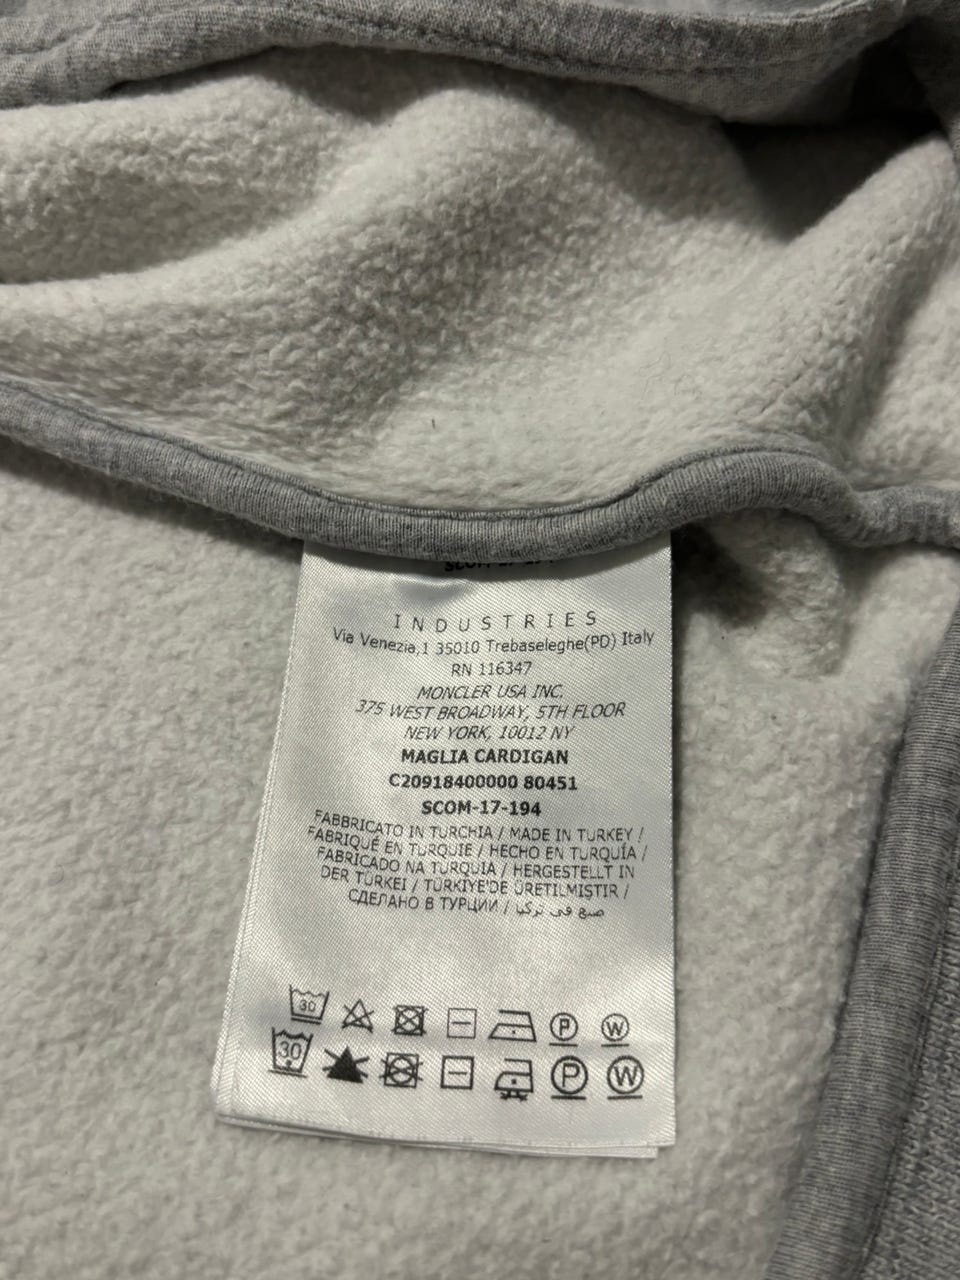 INDUSTRIES
Via Venezia,1 35010 Trebaseleghe(PD) Italy
RN 116347
MONCLER USA INC.
375 WEST BROADWAY, 5TH FLOOR
NEW YORK, 10012 NY
MAGLIA CARDIGAN
C20918400000 80451
SCOM-17-194
FABBRICATO IN TURCHIA / MADE IN TURKEY /
FABRIQUÉ EN TURQUIE / HECHO EN TURQUÍA /
FABRICADO NA TURQUIA / HERGESTELLT IN
DER TÜRKEI / TÜRKIYE'DE ÜRETILMIŞTIR /
СДЕЛАНО В ТУРЦИИ / صنع في تركيا
30 P W
30 P W